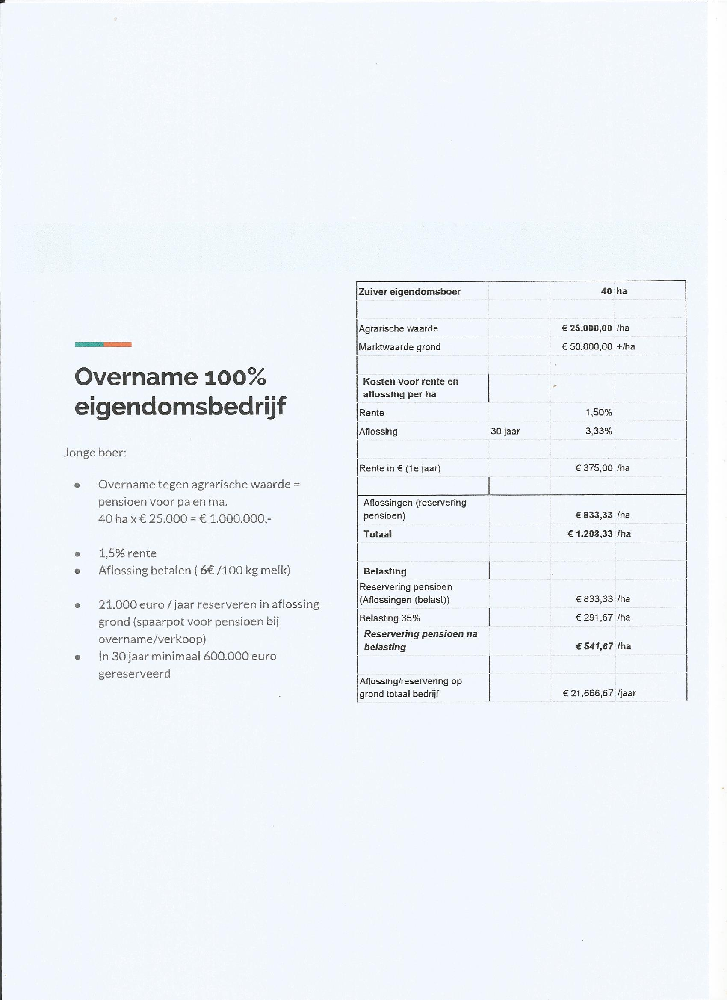 Overname 100%
eigendomsbedrijf
Jonge boer:
● Overname tegen agrarische waarde =
pensioen voor pa en ma.
40 ha x € 25.000 = € 1.000.000,-
● 1,5% rente
● Aflossing betalen ( 6€ /100 kg melk)
● 21.000 euro / jaar reserveren in aflossing
grond (spaarpot voor pensioen bij
overname/verkoop)
● In 30 jaar minimaal 600.000 euro
gereserveerd
Zuiver eigendomsboer 40 ha
Agrarische waarde € 25.000,00 /ha
Marktwaarde grond € 50.000,00 +/ha
Kosten voor rente en
aflossing per ha
Rente 1,50%
Aflossing 30 jaar 3,33%
Rente in € (1e jaar) € 375,00 /ha
Aflossingen (reservering
pensioen) € 833,33 /ha
Totaal € 1.208,33 /ha
Belasting
Reservering pensioen
(Aflossingen (belast)) € 833,33 /ha
Belasting 35% € 291,67 /ha
Reservering pensioen na
belasting € 541,67 /ha
Aflossing/reservering op
grond totaal bedrijf € 21.666,67 /jaar